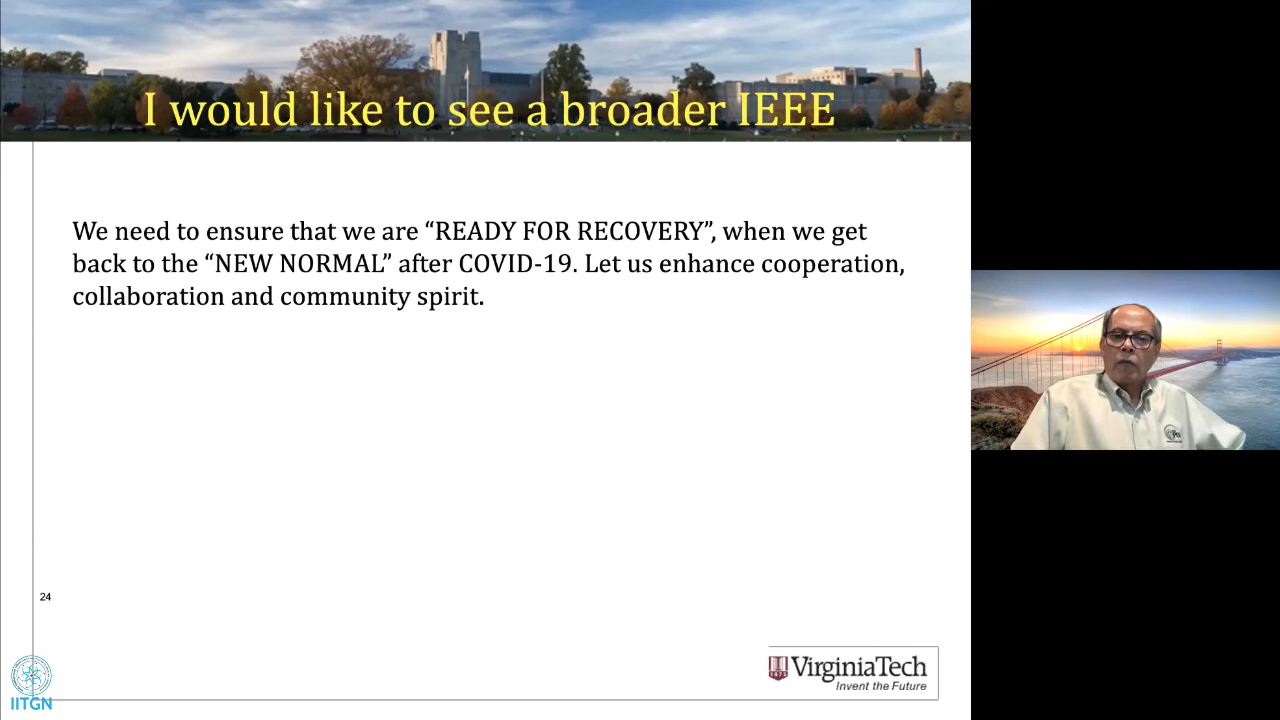 I would like to see a broader IEEE
We need to ensure that we are “READY FOR RECOVERY”, when we get
back to the “NEW NORMAL” after COVID-19. Let us enhance cooperation,
collaboration and community spirit.
24
VirginiaTech
Invent the Future
IITGN